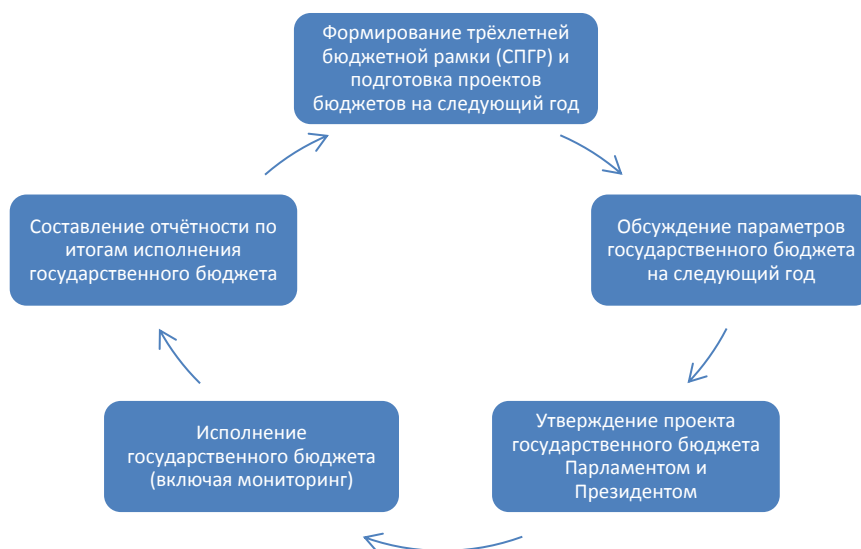 Формирование трёхлетней
бюджетной рамки (СПГР) и
подготовка проектов
бюджетов на следующий год
Обсуждение параметров
государственного бюджета
на следующий год
Утверждение проекта
государственного бюджета
Парламентом и
Президентом
Исполнение
государственного бюджета
(включая мониторинг)
Составление отчётности по
итогам исполнения
государственного бюджета